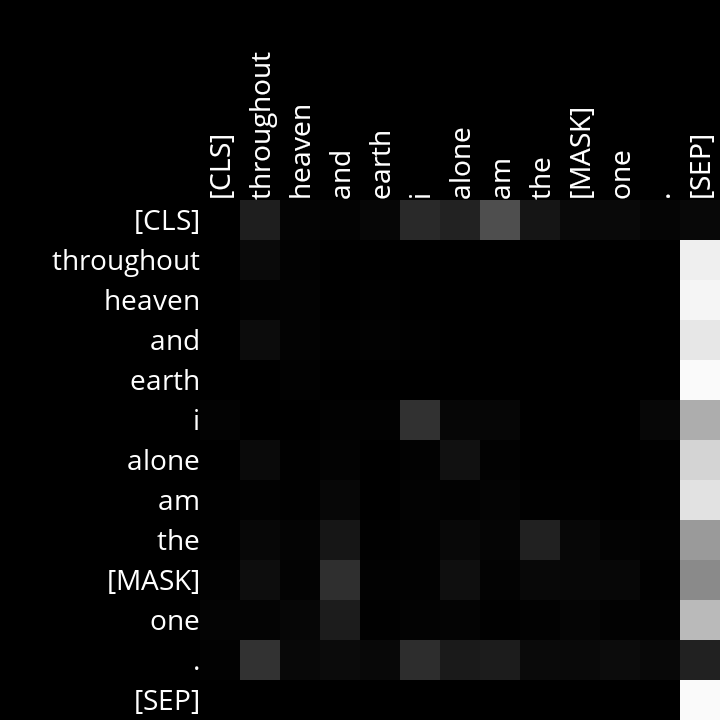 [CLS] throughout heaven and earth i alone am the [MASK] one . [SEP]
[CLS]
throughout
heaven
and
earth
i
alone
am
the
[MASK]
one
.
[SEP]